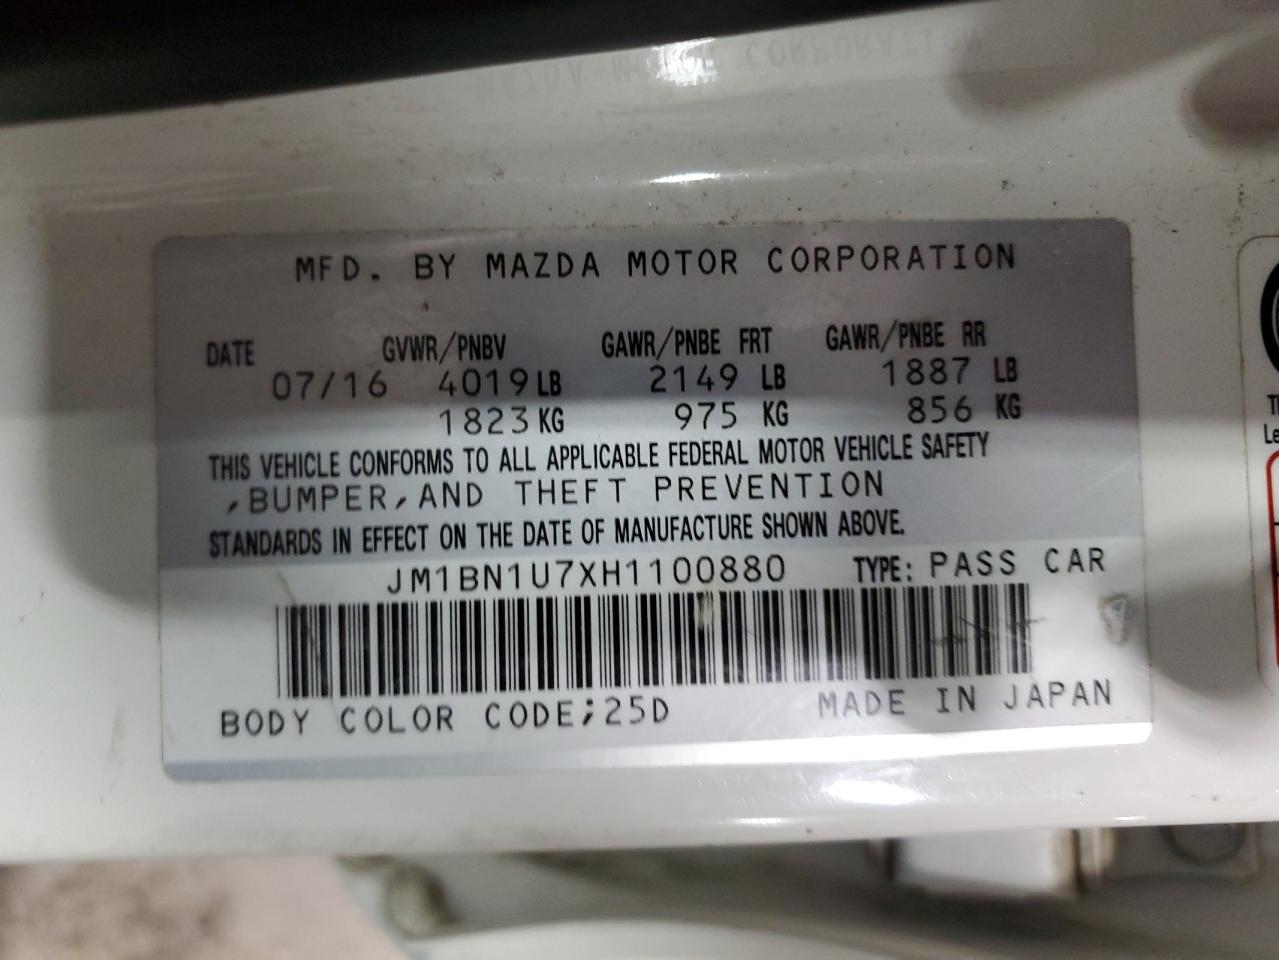 MFD. BY MAZDA MOTOR CORPORATION
DATE GVWR/PNBV GAWR/PNBE FRT GAWR/PNBE RR
07/16 4019 LB 2149 LB 1887 LB
1823 KG 975 KG 856 KG
THIS VEHICLE CONFORMS TO ALL APPLICABLE FEDERAL MOTOR VEHICLE SAFETY
,BUMPER,AND THEFT PREVENTION
STANDARDS IN EFFECT ON THE DATE OF MANUFACTURE SHOWN ABOVE.
JM1BN1U7XH1100880 TYPE: PASS CAR
BODY COLOR CODE;25D MADE IN JAPAN